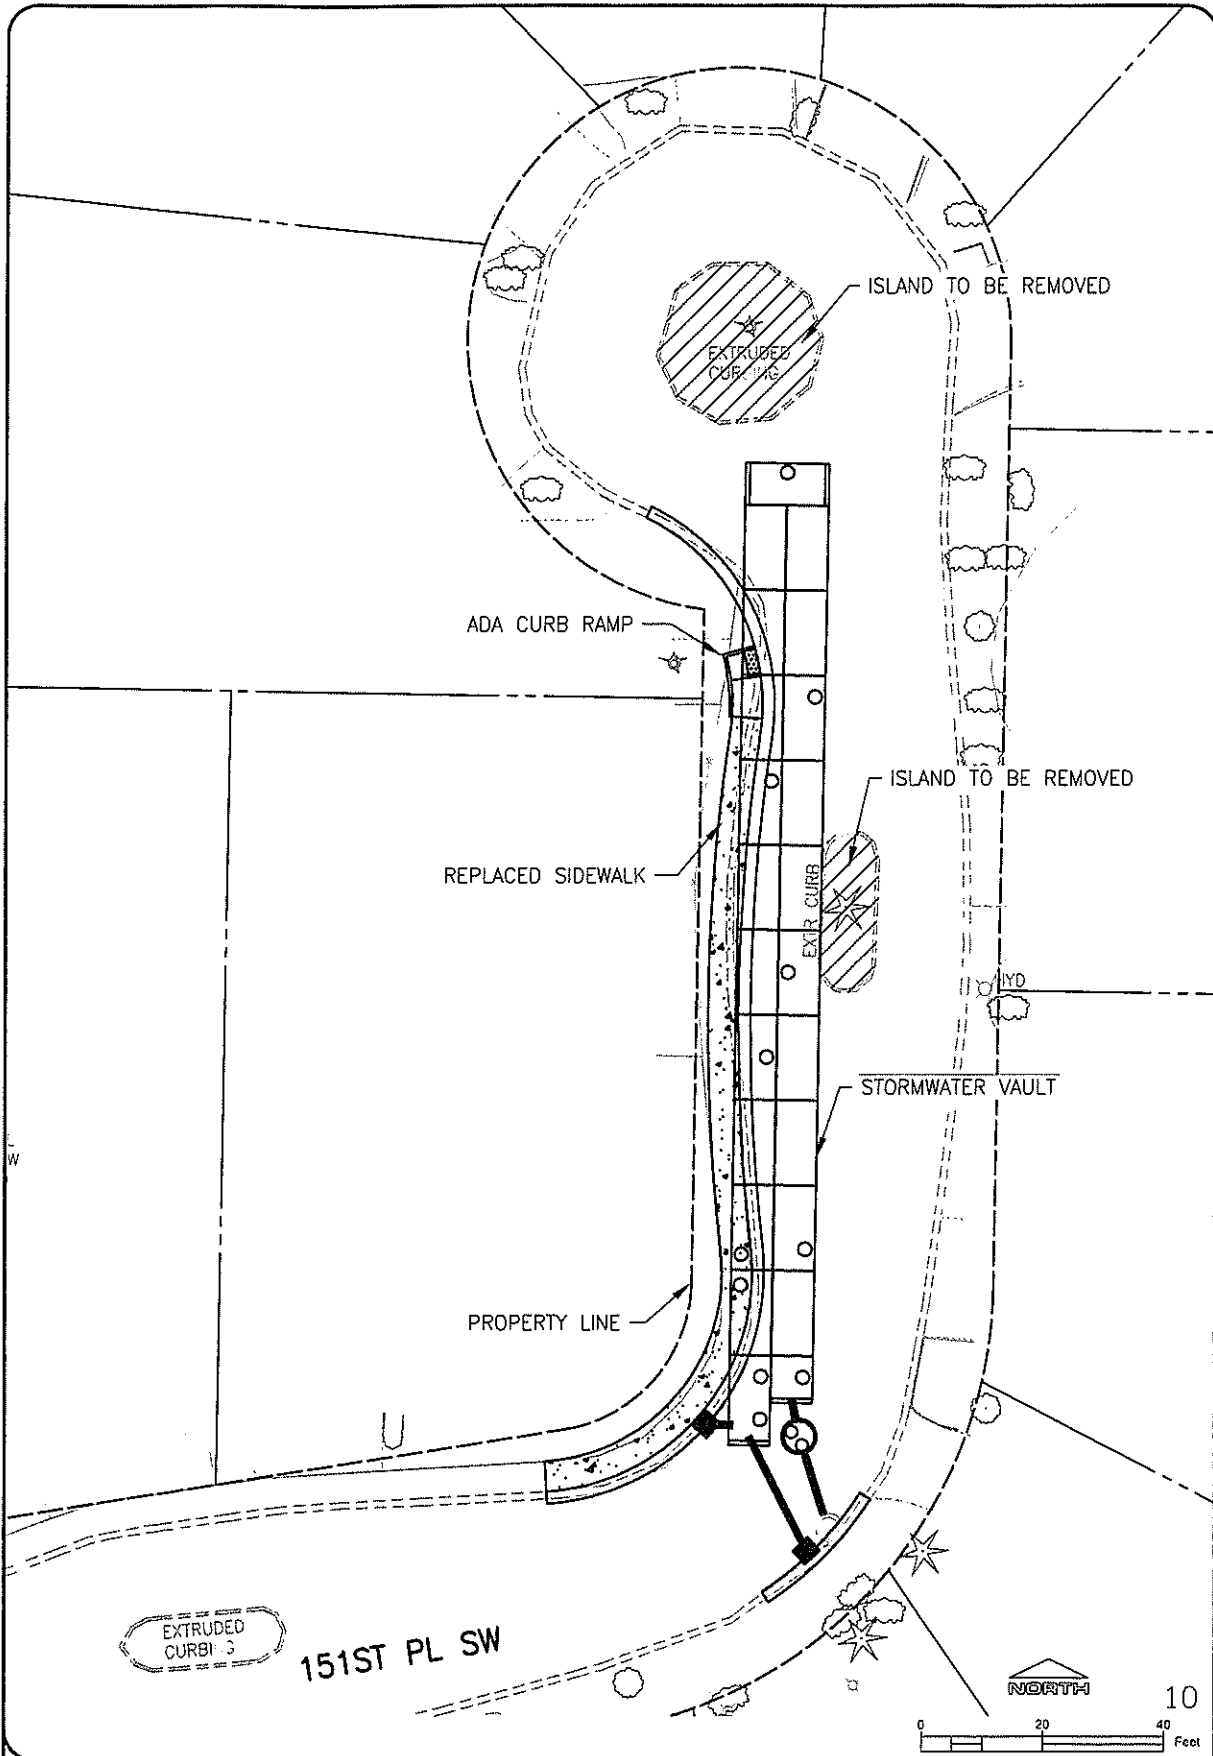 ISLAND TO BE REMOVED
EXTRUDED
ADA CURB RAMP
ISLAND TO BE REMOVED
REPLACED SIDEWALK
EXTR CURB
HYD
STORMWATER VAULT
W
PROPERTY LINE
EXTRUDED
151ST PL SW
NORTH
10
0 20 40
Feet